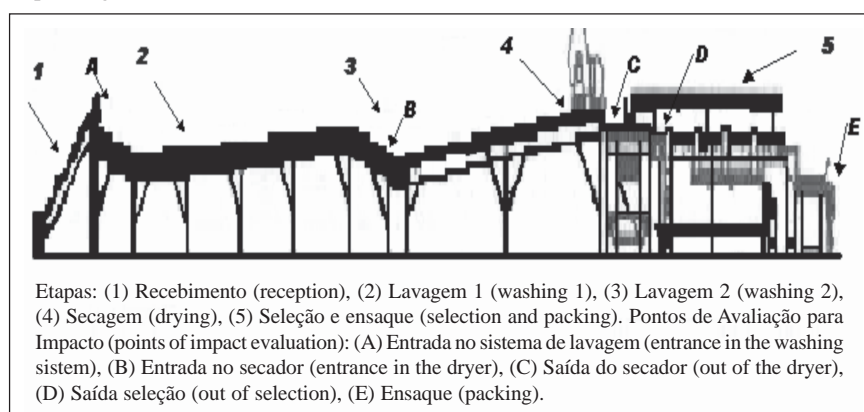 1
A
2
3
B
4
C
D
5
E
Etapas: (1) Recebimento (reception), (2) Lavagem 1 (washing 1), (3) Lavagem 2 (washing 2),
(4) Secagem (drying), (5) Seleção e ensaque (selection and packing). Pontos de Avaliação para
Impacto (points of impact evaluation): (A) Entrada no sistema de lavagem (entrance in the washing
sistem), (B) Entrada no secador (entrance in the dryer), (C) Saída do secador (out of the dryer),
(D) Saída seleção (out of selection), (E) Ensaque (packing).